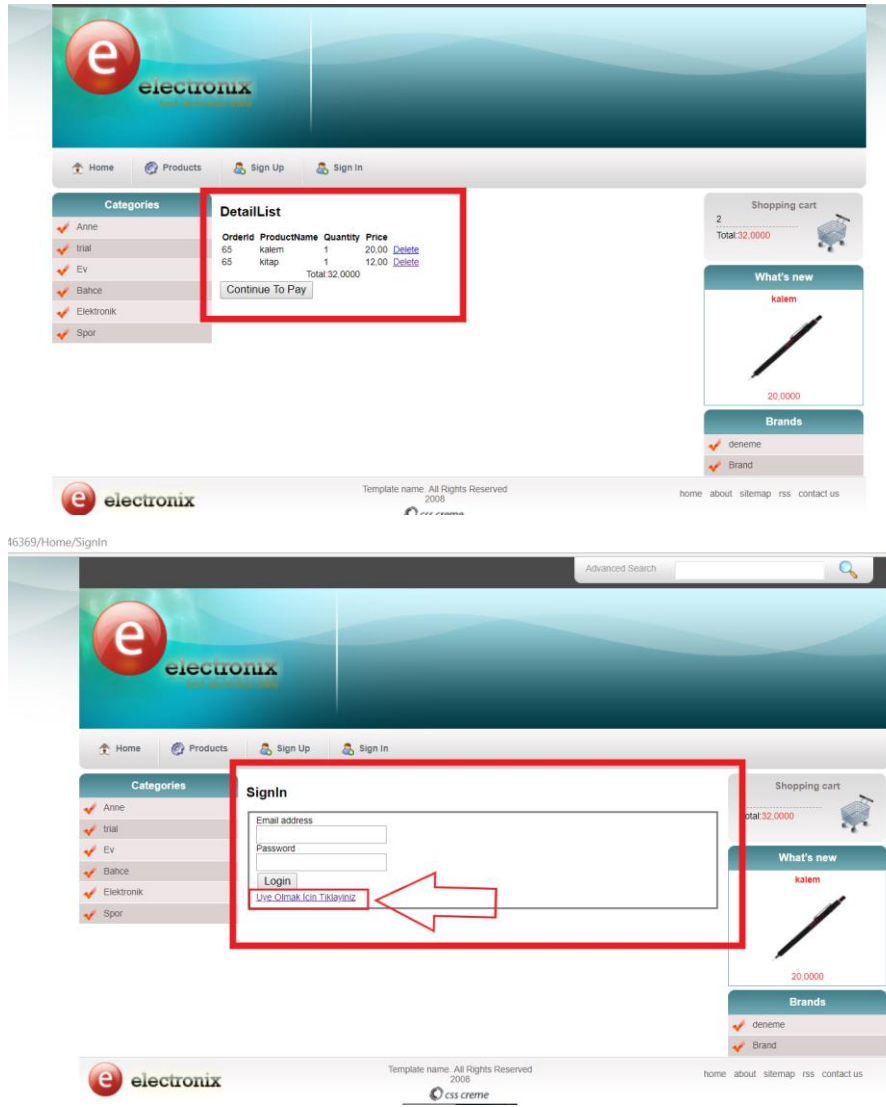 e
electronix
Home Products Sign Up Sign In
Categories
Anne
trial
Ev
Bahce
Elektronik
Spor
DetailList
OrderId ProductName Quantity Price
65 kalem 1 20,00 Delete
65 kitap 1 12,00 Delete
Total:32,0000
Continue To Pay
Shopping cart
2
Total:32,0000
What's new
kalem
20,0000
Brands
deneme
Brand
e electronix
Template name. All Rights Reserved
2008
css creme
home about sitemap rss contact us
46369/Home/SignIn
Advanced Search
e
electronix
Home Products Sign Up Sign In
Categories
Anne
trial
Ev
Bahce
Elektronik
Spor
SignIn
Email address
Password
Login
Uye Olmak Icin Tiklayiniz
Shopping cart
otal:32,0000
What's new
kalem
20,0000
Brands
deneme
Brand
e electronix
Template name. All Rights Reserved
2008
css creme
home about sitemap rss contact us